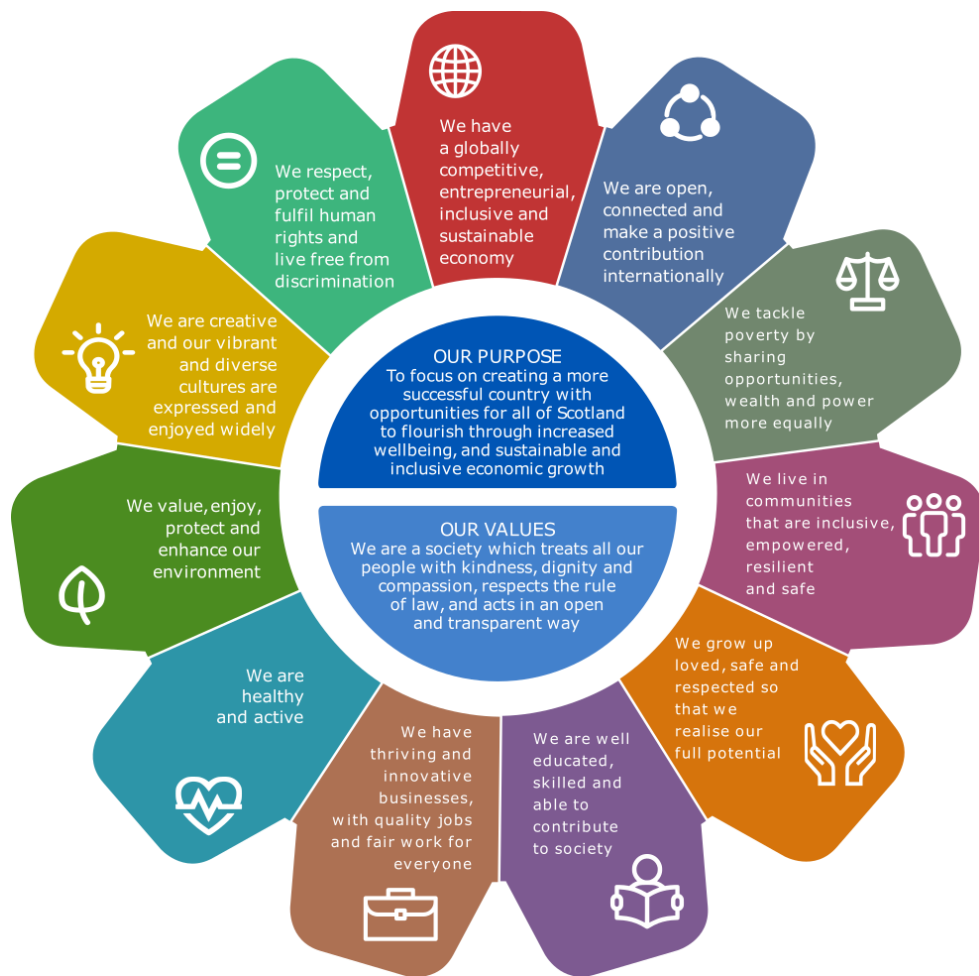 We have
a globally
competitive,
entrepreneurial,
inclusive and
sustainable
economy
We are open,
connected and
make a positive
contribution
internationally
We tackle
poverty by
sharing
opportunities,
wealth and power
more equally
We live in
communities
that are inclusive,
empowered,
resilient
and safe
We grow up
loved, safe and
respected so
that we
realise our
full potential
We are well
educated,
skilled and
able to
contribute
to society
We have
thriving and
innovative
businesses,
with quality jobs
and fair work for
everyone
We are
healthy
and active
We value, enjoy,
protect and
enhance our
environment
We are creative
and our vibrant
and diverse
cultures are
expressed and
enjoyed widely
We respect,
protect and
fulfil human
rights and
live free from
discrimination
OUR PURPOSE
To focus on creating a more
successful country with
opportunities for all of Scotland
to flourish through increased
wellbeing, and sustainable and
inclusive economic growth
OUR VALUES
We are a society which treats all our
people with kindness, dignity and
compassion, respects the rule
of law, and acts in an open
and transparent way